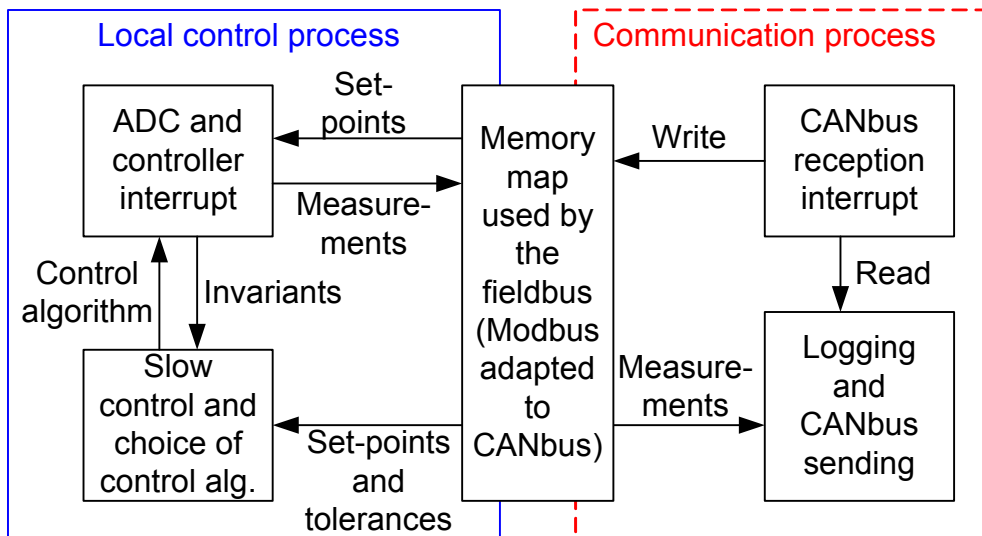 Local control process
Communication process
ADC and
controller
interrupt
Set-
points
Measure-
ments
Memory
map
used by
the
fieldbus
(Modbus
adapted
to
CANbus)
Write
CANbus
reception
interrupt
Control
algorithm
Invariants
Read
Slow
control and
choice of
control alg.
Set-points
and
tolerances
Measure-
ments
Logging
and
CANbus
sending